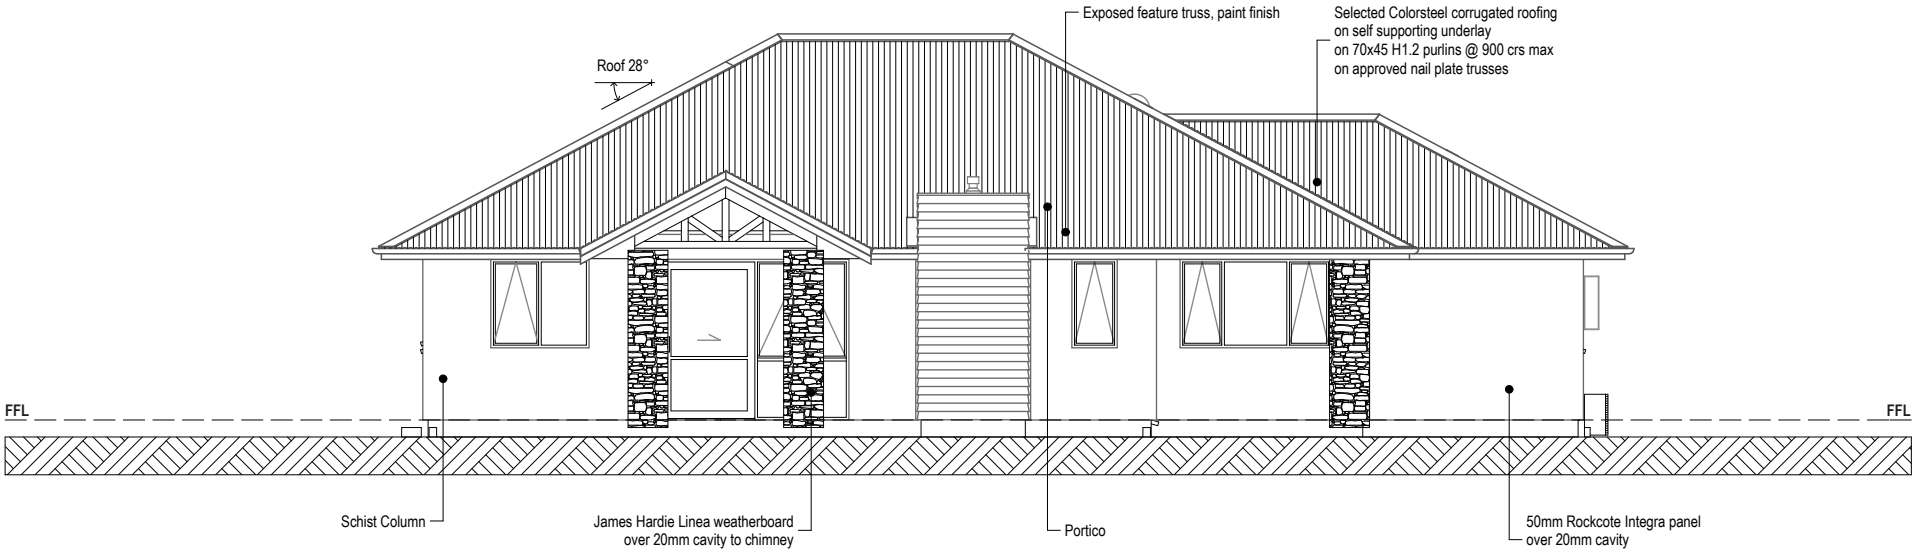 Exposed feature truss, paint finish
Selected Colorsteel corrugated roofing
on self supporting underlay
on 70x45 H1.2 purlins @ 900 crs max
on approved nail plate trusses
Roof 28°
FFL
FFL
Schist Column
James Hardie Linea weatherboard
over 20mm cavity to chimney
Portico
50mm Rockcote Integra panel
over 20mm cavity